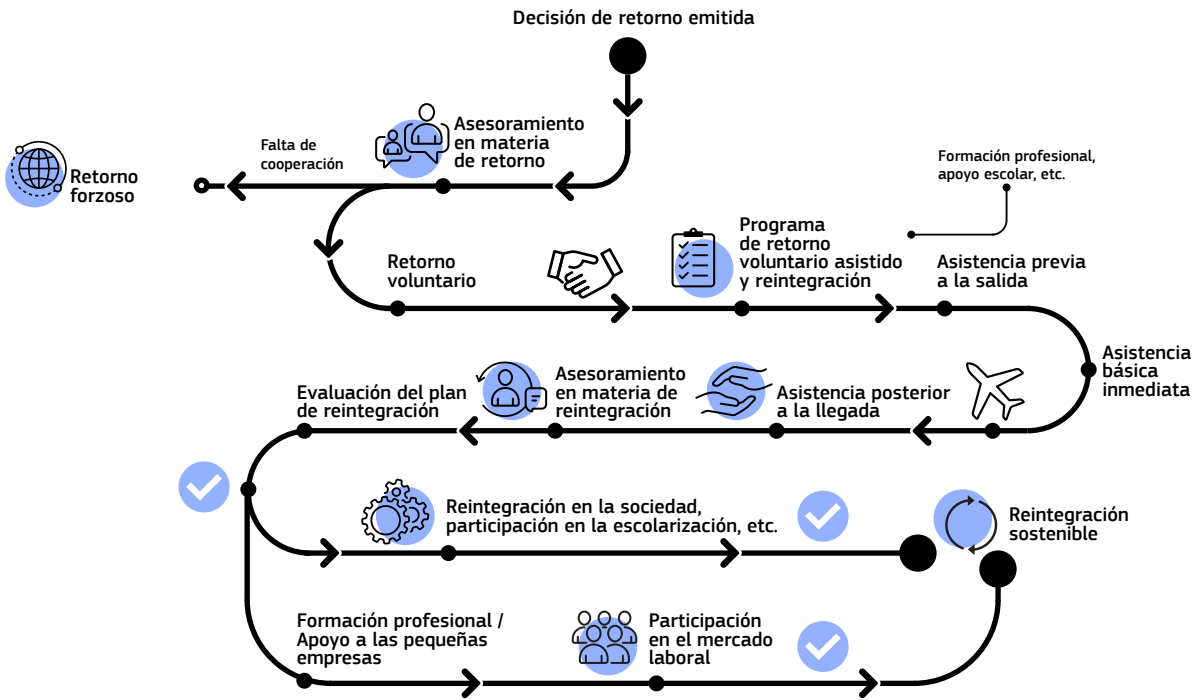 Decisión de retorno emitida
Asesoramiento
en materia
de retorno
Falta de
cooperación
Retorno
forzoso
Formación profesional,
apoyo escolar, etc.
Retorno
voluntario
Programa
de retorno
voluntario asistido
y reintegración
Asistencia previa
a la salida
Asistencia
básica
inmediata
Asistencia posterior
a la llegada
Asesoramiento
en materia de
reintegración
Evaluación del plan
de reintegración
Reintegración en la sociedad,
participación en la escolarización, etc.
Reintegración
sostenible
Formación profesional /
Apoyo a las pequeñas
empresas
Participación
en el mercado
laboral